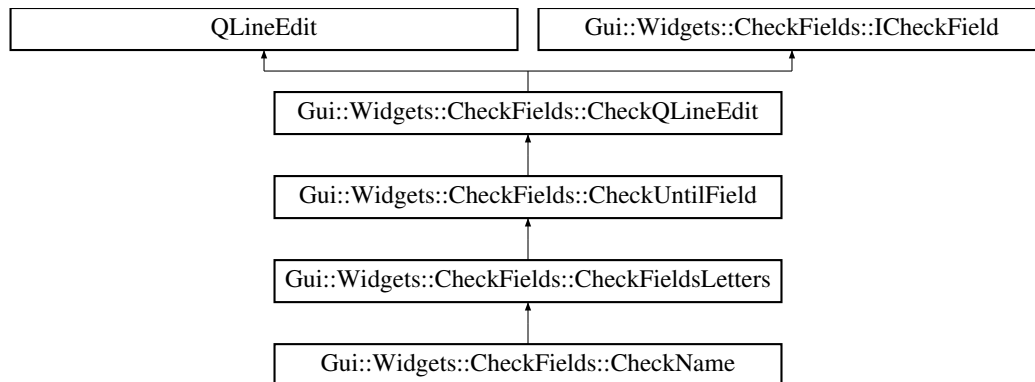 QLineEdit
Gui::Widgets::CheckFields::ICheckField
Gui::Widgets::CheckFields::CheckQLineEdit
Gui::Widgets::CheckFields::CheckUntilField
Gui::Widgets::CheckFields::CheckFieldsLetters
Gui::Widgets::CheckFields::CheckName